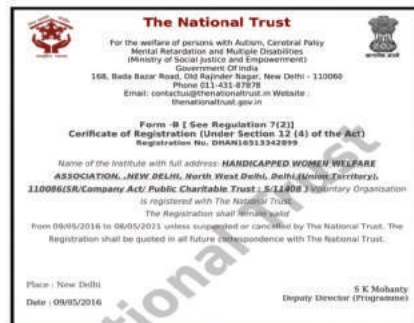 The National Trust
For the welfare of persons with Autism, Cerebral Palsy
Mental Retardation and Multiple Disabilities
(Ministry of Social Justice and Empowerment)
Government Of India
16B, Bada Bazar Road, Old Rajinder Nagar, New Delhi - 110060
Phone 011-431-87878
Email: contactus@thenationaltrust.in Website :
thenationaltrust.gov.in
Form -B [ See Regulation 7(2)]
Cerificate of Registration (Under Section 12 (4) of the Act)
Registration No. DHAN16513342899
Name of the Institute with full address: HANDICAPPED WOMEN WELFARE
ASSOCIATION, ,NEW DELHI, North West Delhi, Delhi (Union Territory),
110086(SR/Company Act/ Public Charitable Trust : S/11408 ) Voluntary Organisation
is registered with The National Trust.
The Registration shall remain valid
from 09/05/2016 to 08/05/2021 unless suspended or cancelled by The National Trust. The
Registration shall be quoted in all future correspondence with The National Trust.
Place : New Delhi
Date : 09/05/2016
S K Mohanty
Deputy Director (Programme)